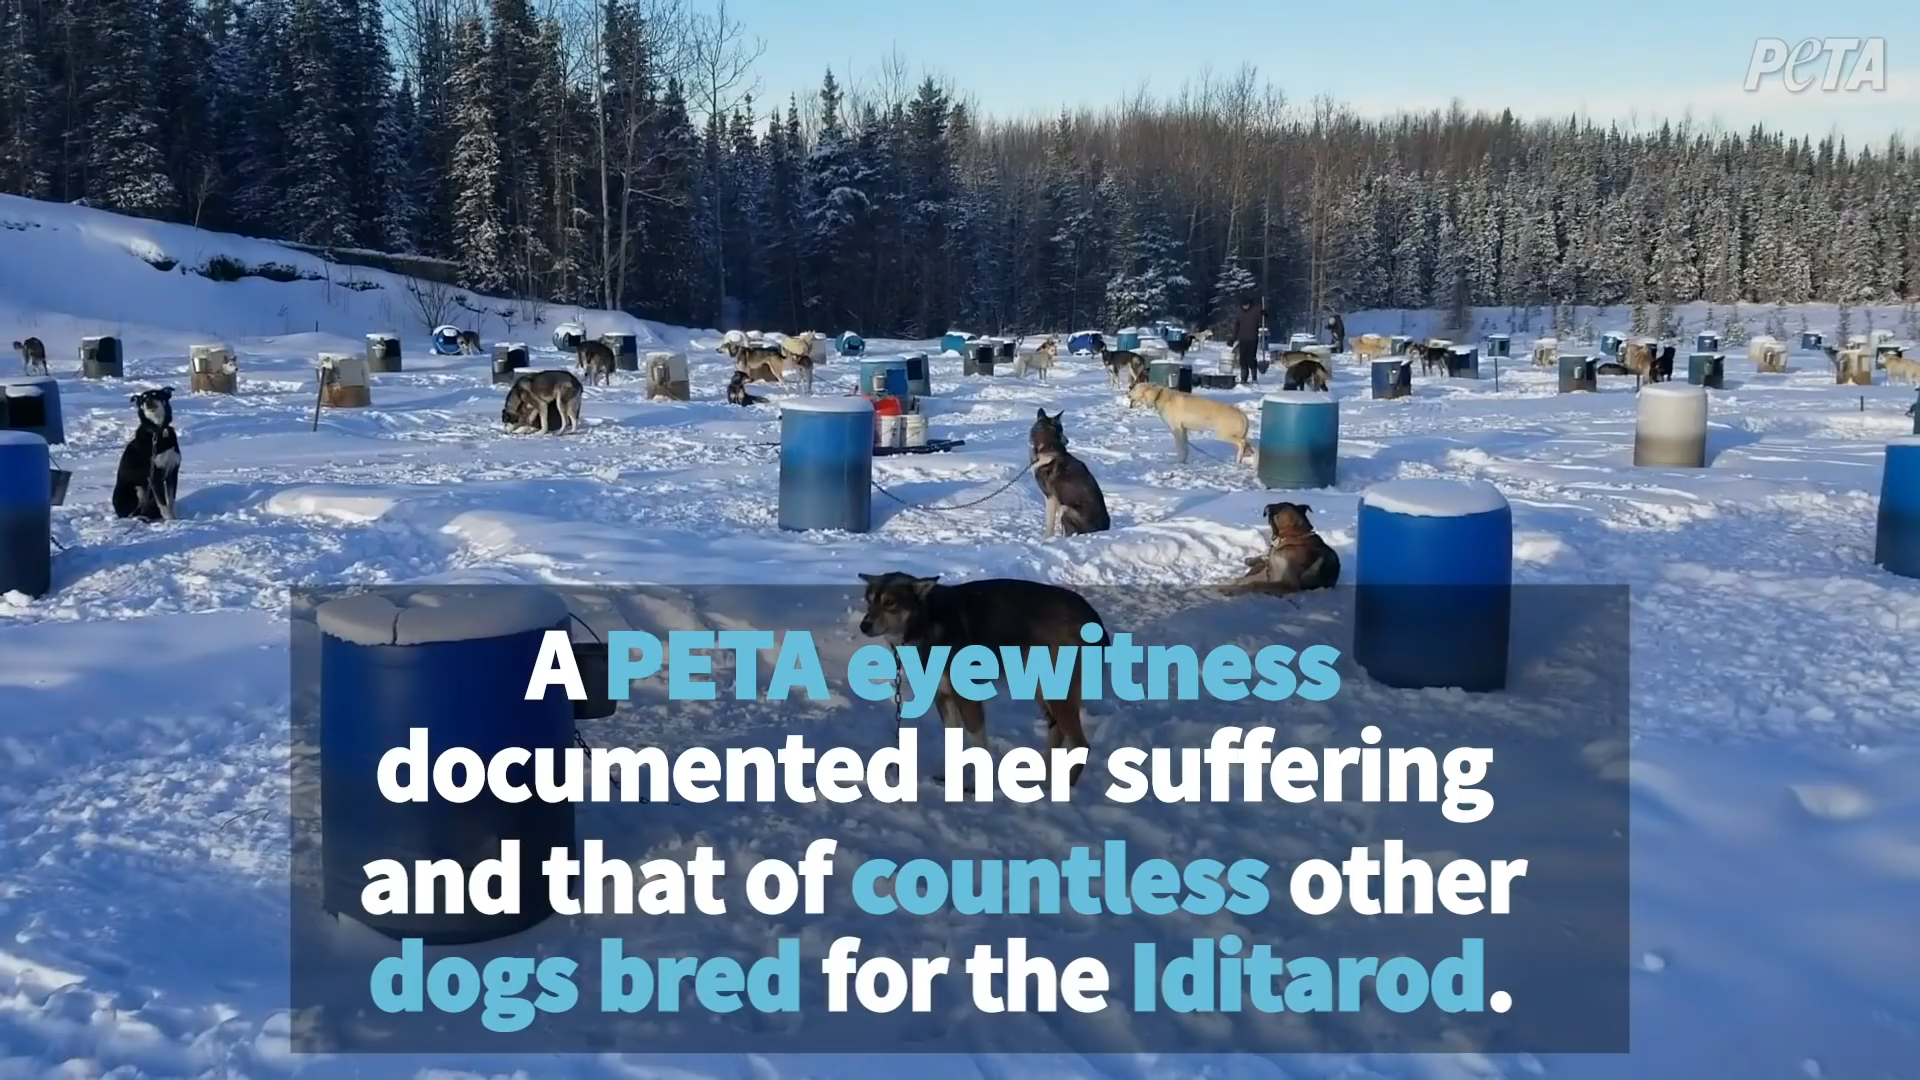 PETA
A PETA eyewitness
documented her suffering
and that of countless other
dogs bred for the Iditarod.